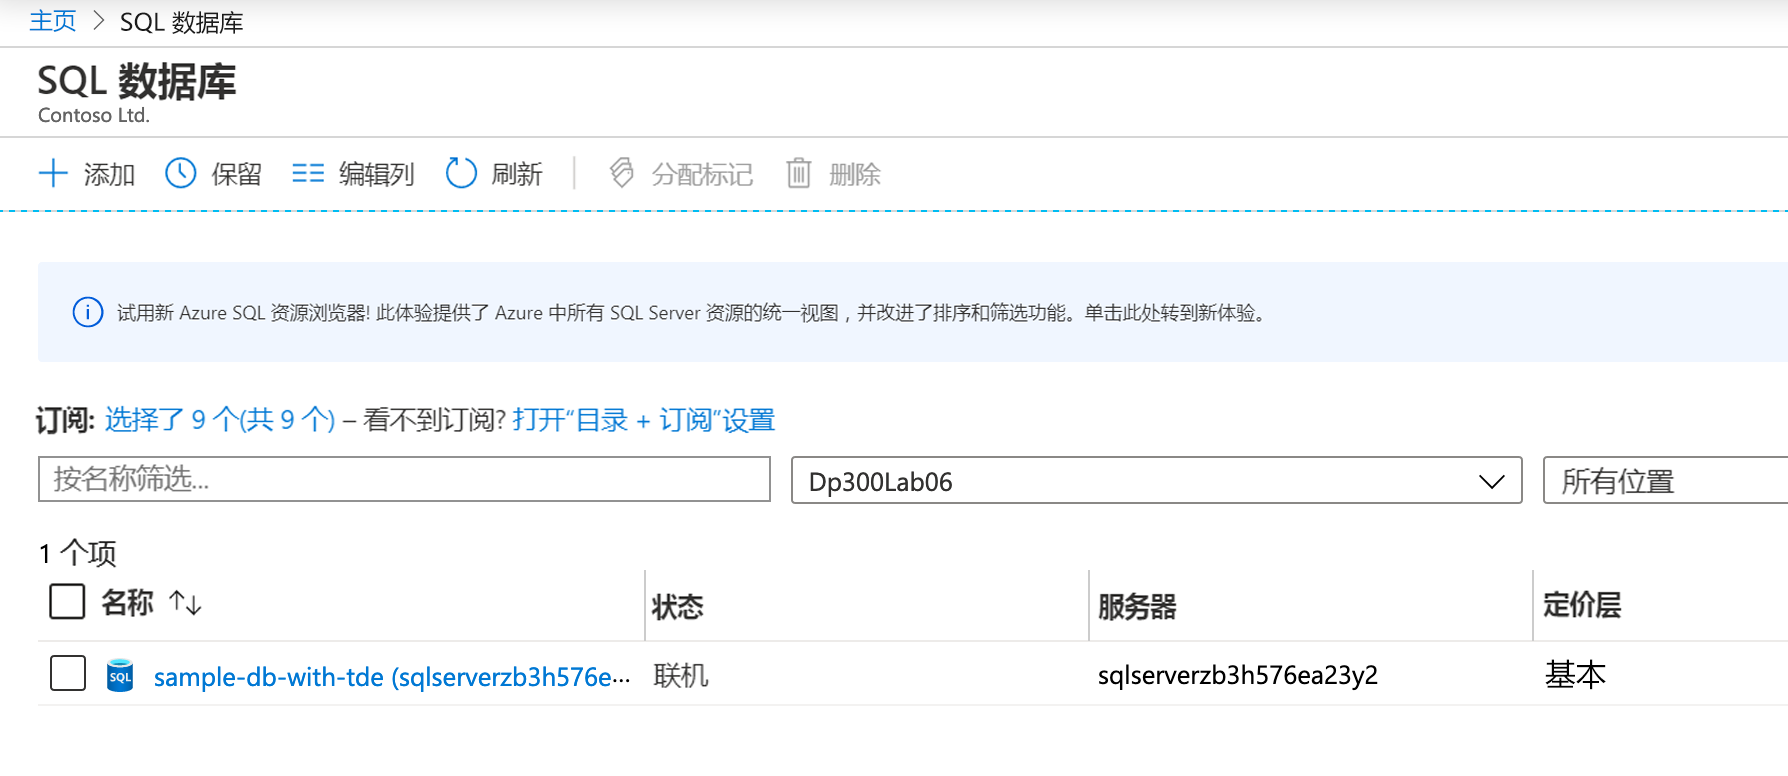 主页 > SQL 数据库
SQL 数据库
Contoso Ltd.
添加 保留 编辑列 刷新 分配标记 删除
试用新 Azure SQL 资源浏览器! 此体验提供了 Azure 中所有 SQL Server 资源的统一视图，并改进了排序和筛选功能。单击此处转到新体验。
订阅: 选择了 9 个(共 9 个) – 看不到订阅? 打开“目录 + 订阅”设置
按名称筛选... Dp300Lab06 所有位置
1 个项
名称 ↑↓ 状态 服务器 定价层
SQL sample-db-with-tde (sqlserverzb3h576e... 联机 sqlserverzb3h576ea23y2 基本